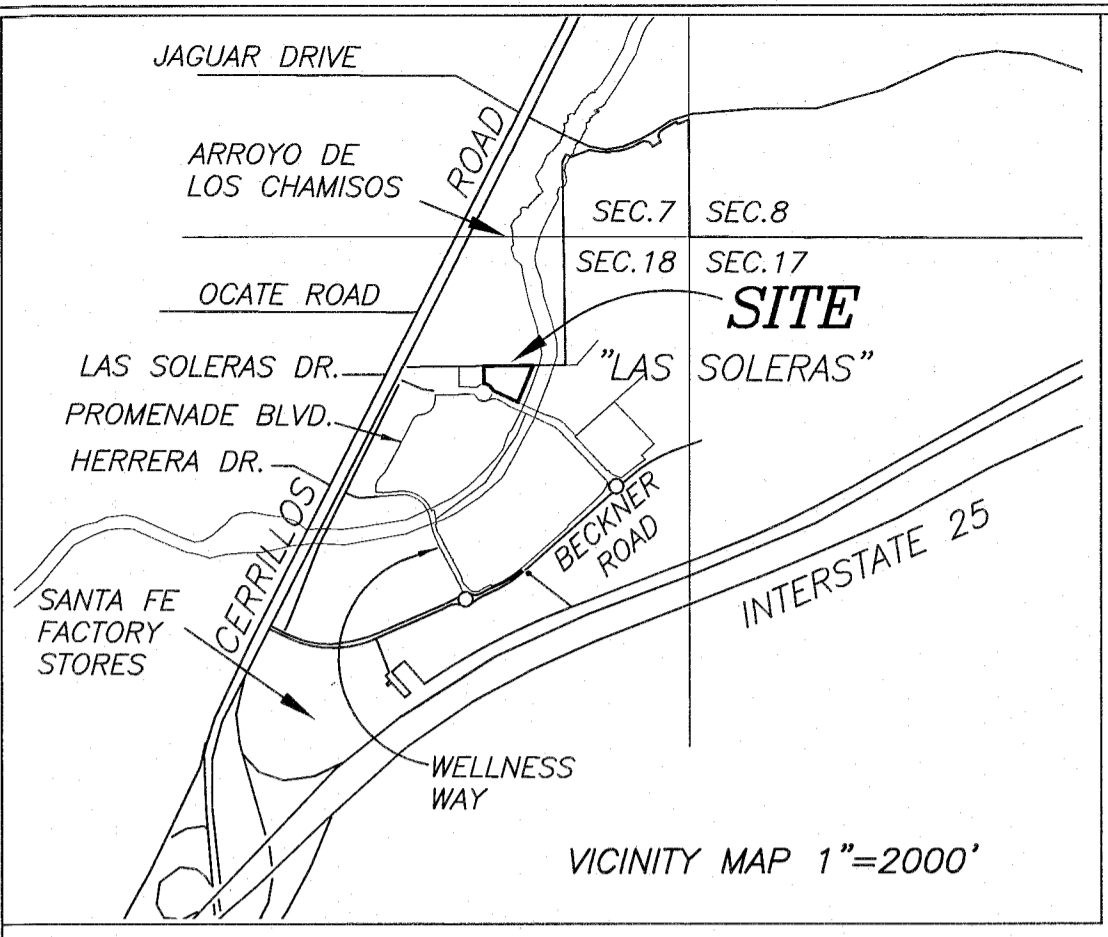 JAGUAR DRIVE
ARROYO DE
LOS CHAMISOS
ROAD
SEC.7
SEC.8
SEC.18
SEC.17
OCATE ROAD
SITE
"LAS SOLERAS"
LAS SOLERAS DR.
PROMENADE BLVD.
HERRERA DR.
CERRILLOS
BECKNER
ROAD
INTERSTATE 25
SANTA FE
FACTORY
STORES
WELLNESS
WAY
VICINITY MAP 1"=2000'